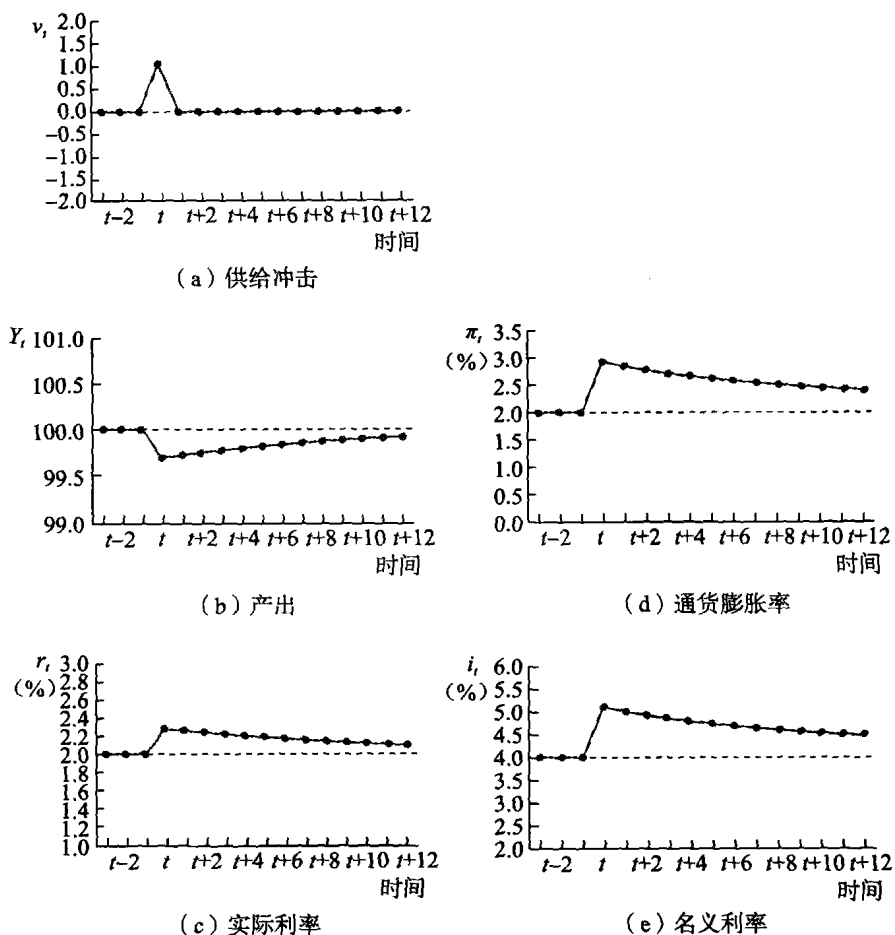 v_t 2.0
1.5
1.0
0.5
0.0
−0.5
−1.0
−1.5
−2.0
t−2 t t+2 t+4 t+6 t+8 t+10 t+12
时间
（a）供给冲击
Y_t 101.0
100.5
100.0
99.5
99.0
t−2 t t+2 t+4 t+6 t+8 t+10 t+12
时间
（b）产出
π_t 3.5
（%） 3.0
2.5
2.0
1.5
1.0
0.5
0.0
t−2 t t+2 t+4 t+6 t+8 t+10 t+12
时间
（d）通货膨胀率
r_t 3.0
（%） 2.8
2.6
2.4
2.2
2.0
1.8
1.6
1.4
1.2
1.0
t−2 t t+2 t+4 t+6 t+8 t+10 t+12
时间
（c）实际利率
i_t 6.0
（%） 5.5
5.0
4.5
4.0
3.5
3.0
2.5
2.0
t−2 t t+2 t+4 t+6 t+8 t+10 t+12
时间
（e）名义利率